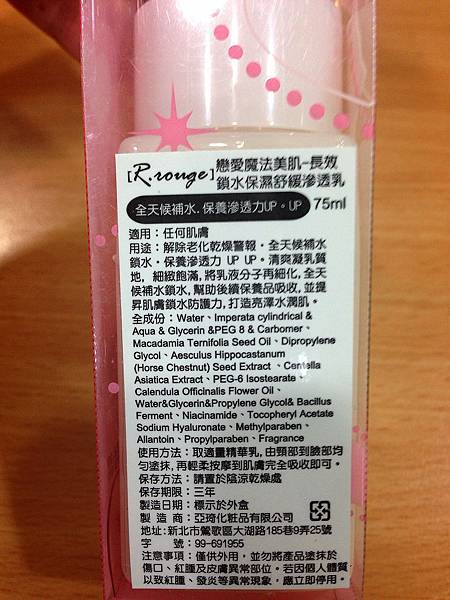 [R.rouge] 戀愛魔法美肌-長效
鎖水保濕舒緩滲透乳
全天候補水.保養滲透力UP。UP 75ml
適用：任何肌膚
用途：解除老化乾燥警報，全天候補水
鎖水，保養滲透力 UP UP。清爽凝乳質
地，細緻飽滿，將乳液分子再細化，全天
候補水鎖水，幫助後續保養品吸收，並提
昇肌膚鎖水防護力，打造亮澤水潤肌。
全成份：Water、Imperata cylindrical &
Aqua & Glycerin &PEG 8 & Carbomer、
Macadamia Ternifolia Seed Oil、Dipropylene
Glycol、Aesculus Hippocastanum
(Horse Chestnut) Seed Extract、Centella
Asiatica Extract、PEG-6 Isostearate、
Calendula Officinalis Flower Oil、
Water&Glycerin&Propylene Glycol& Bacillus
Ferment、Niacinamide、Tocopheryl Acetate
Sodium Hyaluronate、Methylparaben、
Allantoin、Propylparaben、Fragrance
使用方法：取適量精華乳，由頸部到臉部均
勻塗抹，再輕柔按摩到肌膚完全吸收即可。
保存方法：請置於陰涼乾燥處
保存期限：三年
製造日期：標示於外盒
製 造 商：亞琦化粧品有限公司
地址：新北市鶯歌區大湖路185巷9弄25號
字　　號：99-691955
注意事項：僅供外用，並勿將產品塗抹於
傷口、紅腫及皮膚異常部位。若因個人體質
以致紅腫、發炎等異常現象，應立即停用。